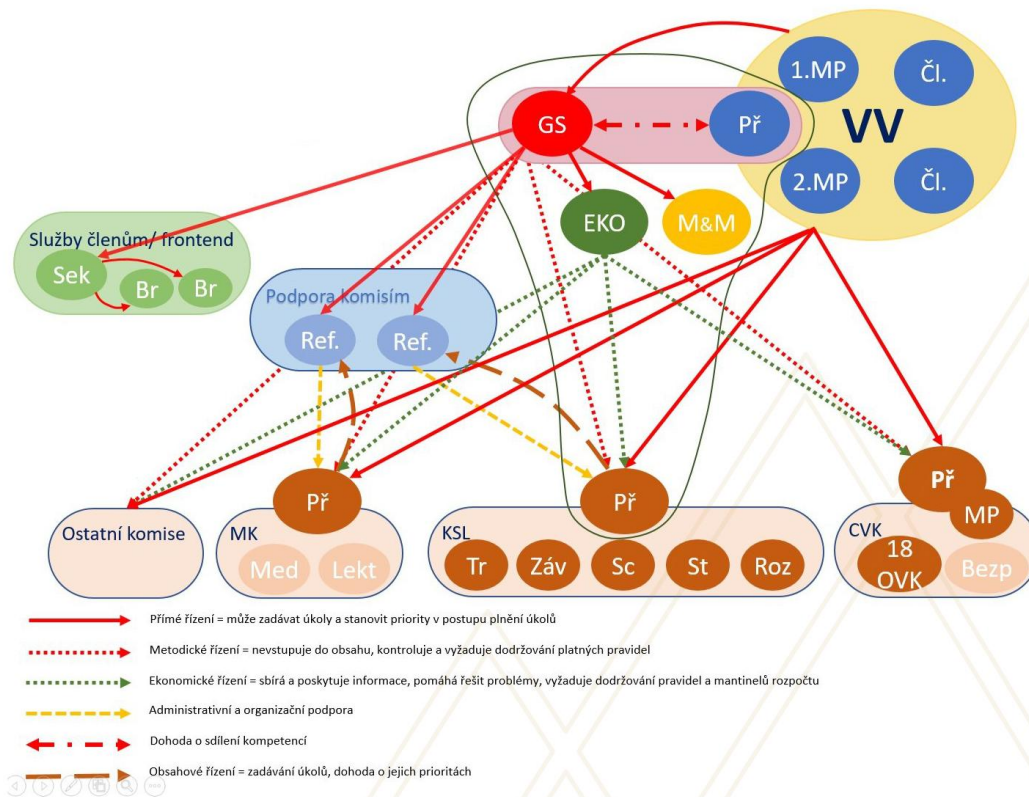 1.MP
Čl.
VV
GS
Př
2.MP
Čl.
EKO
M&M
Služby členům/ frontend
Sek
Br
Br
Podpora komisím
Ref.
Ref.
Př
Př
Př
MP
Ostatní komise
MK
Med
Lekt
KSL
Tr
Záv
Sc
St
Roz
CVK
18
OVK
Bezp
Přímé řízení = může zadávat úkoly a stanovit priority v postupu plnění úkolů
Metodické řízení = nevstupuje do obsahu, kontroluje a vyžaduje dodržování platných pravidel
Ekonomické řízení = sbírá a poskytuje informace, pomáhá řešit problémy, vyžaduje dodržování pravidel a mantinelů rozpočtu
Administrativní a organizační podpora
Dohoda o sdílení kompetencí
Obsahové řízení = zadávání úkolů, dohoda o jejich prioritách